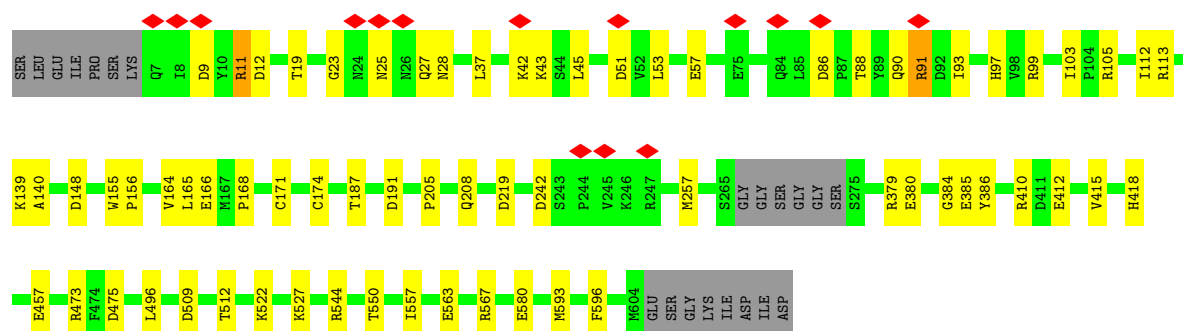 SER LEU GLU ILE PRO SER LYS Q7 I8 D9 Y10 R11 D12 T19 G23 N24 N25 N26 Q27 N28 L37 K42 K43 S44 L45 D51 V52 L53 E57 E75 Q84 L85 D86 P87 T88 Y89 Q90 R91 D92 I93 H97 V98 R99 I103 P104 R105 I112 R113
K139 A140 D148 W155 P156 V164 L165 E166 M167 P168 C171 C174 T187 D191 P205 Q208 D219 D242 S243 P244 V245 K246 R247 M257 S265 GLY GLY SER GLY GLY SER S275 R379 E380 G384 E385 Y386 R410 D411 E412 V415 H418
E457 R473 F474 D475 L496 D509 T512 K522 K527 R544 T550 I557 E563 R567 E580 M593 F596 M604 GLU SER GLY LYS ILE ASP ILE ILE ASP